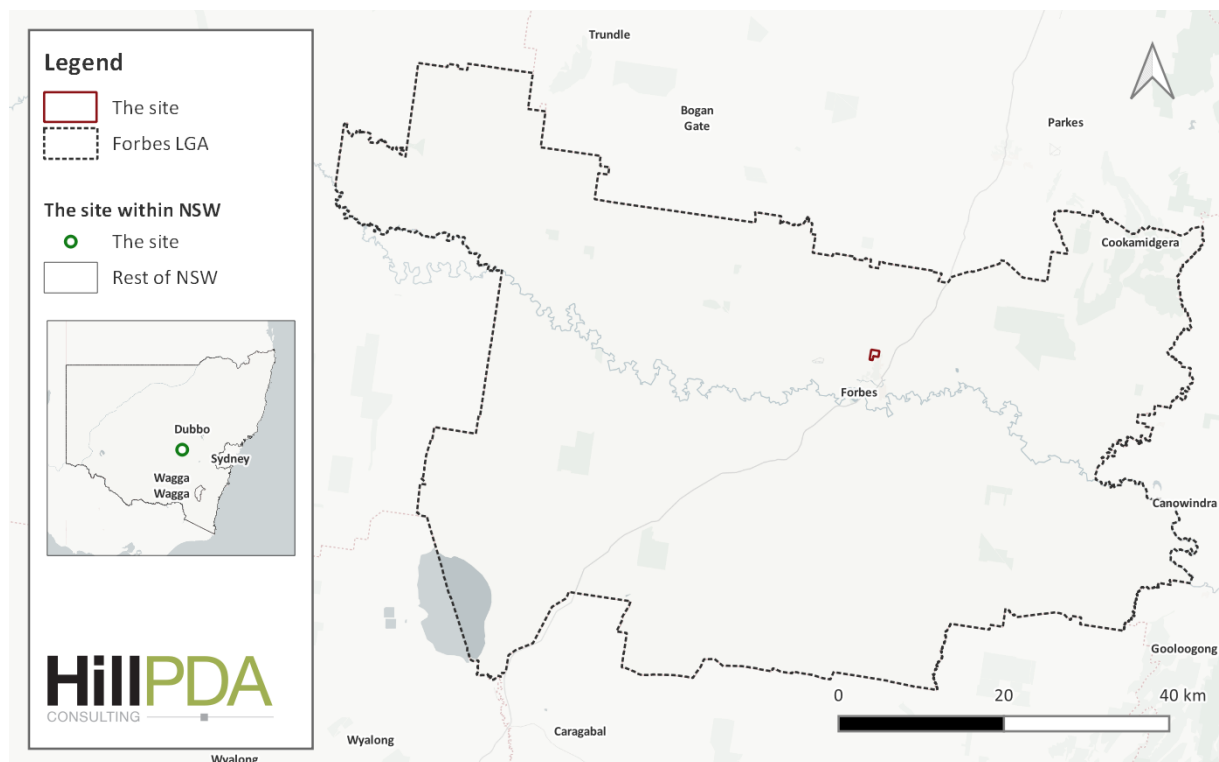 Legend
The site
Forbes LGA
The site within NSW
The site
Rest of NSW
Dubbo
Sydney
Wagga
Wagga
HillPDA
CONSULTING
Trundle
Bogan
Gate
Parkes
Cookamidgera
Forbes
Canowindra
Gooloogong
0 20 40 km
Caragabal
Wyalong
Wyalong